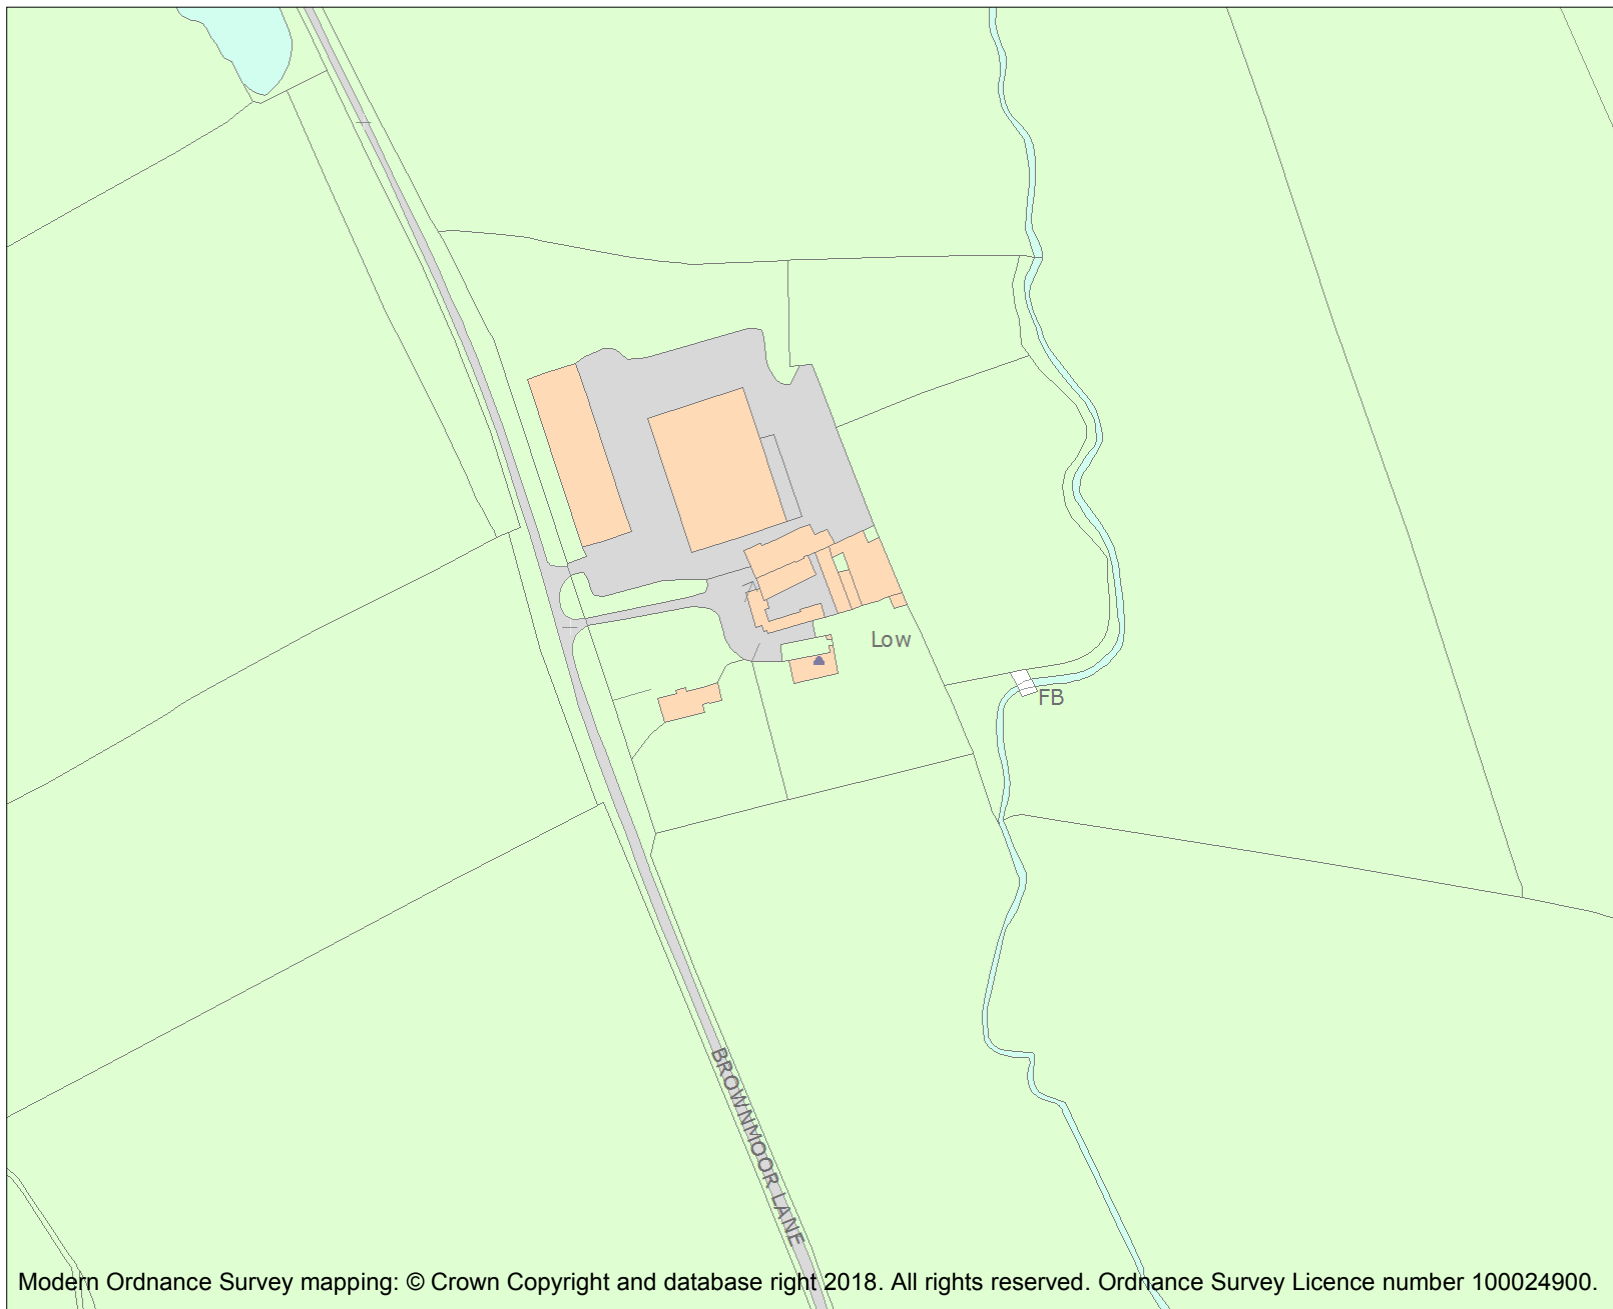 Low
FB
BROWNMOOR LANE
Modern Ordnance Survey mapping: © Crown Copyright and database right 2018. All rights reserved. Ordnance Survey Licence number 100024900.